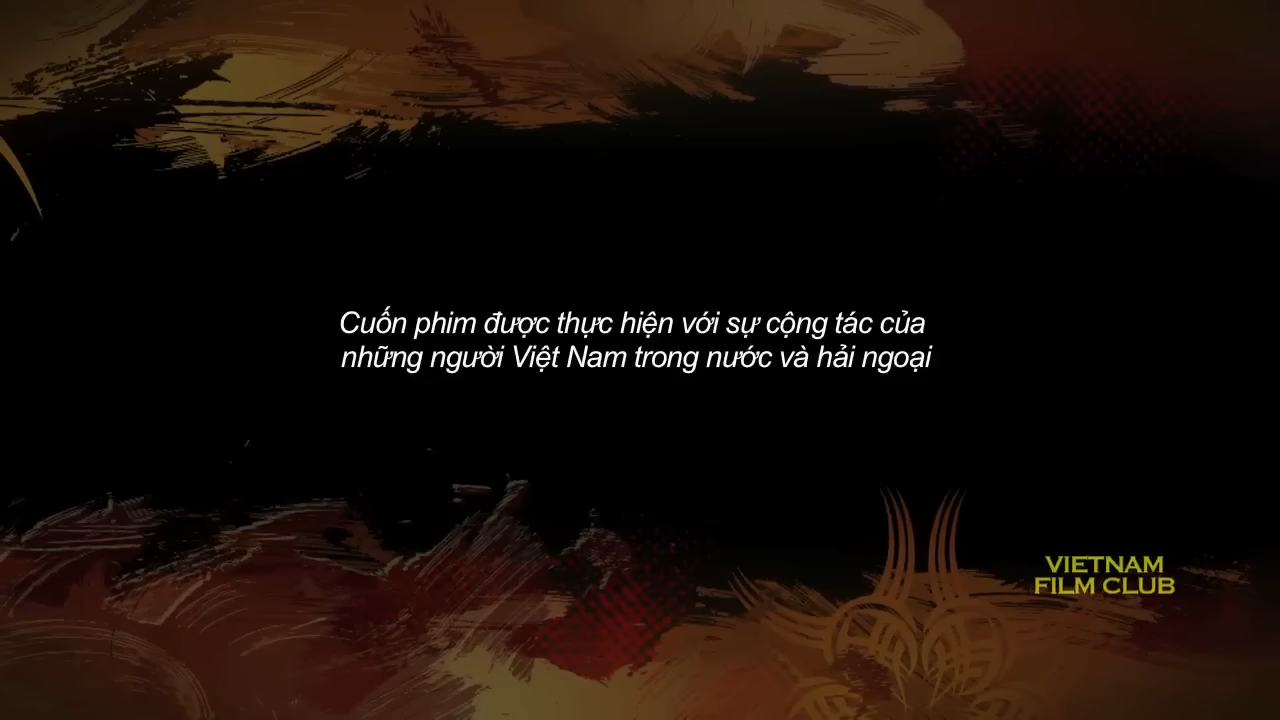 Cuốn phim được thực hiện với sự cộng tác của
những người Việt Nam trong nước và hải ngoại
VIETNAM
FILM CLUB